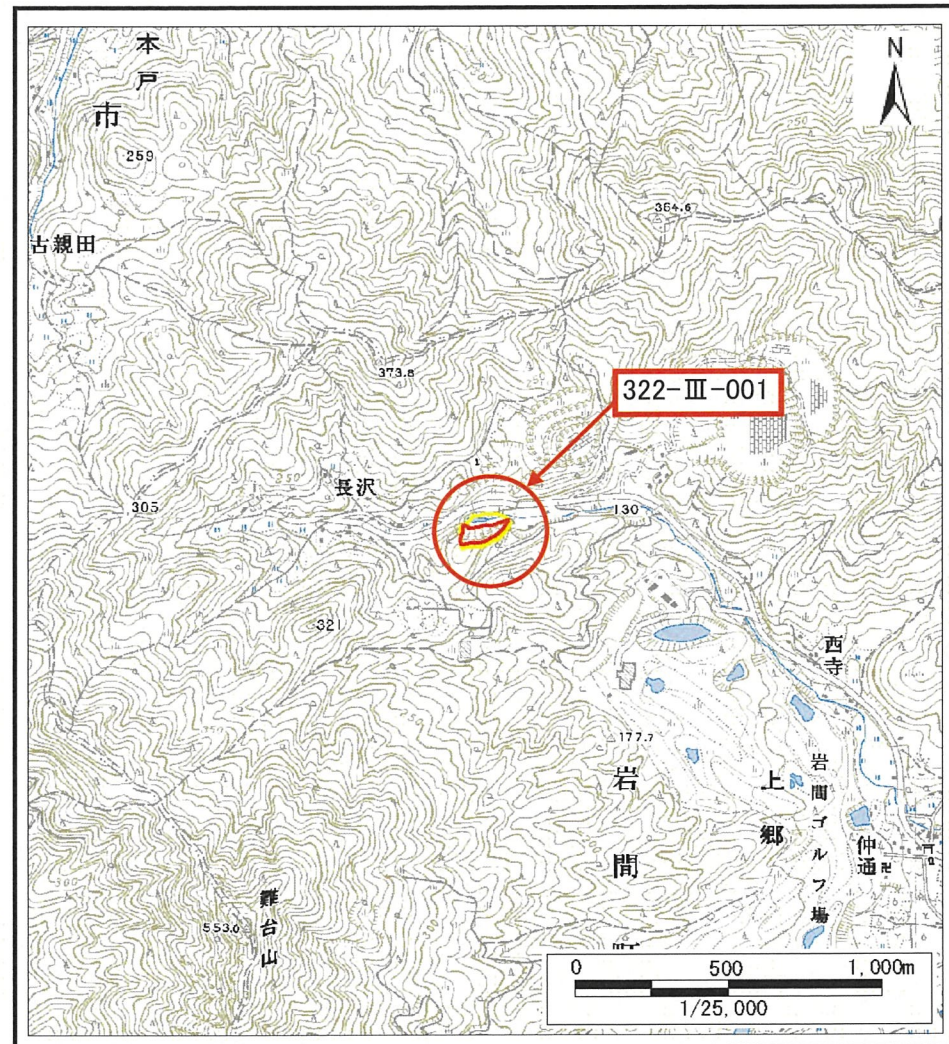 本戸
市
N
259
古親田
364.6
373.8
322-Ⅲ-001
長沢
1
305
130
321
西寺
177.7
岩間
上郷
岩間ゴルフ場
仲通
難台山
553.0
0 500 1,000m
1/25,000